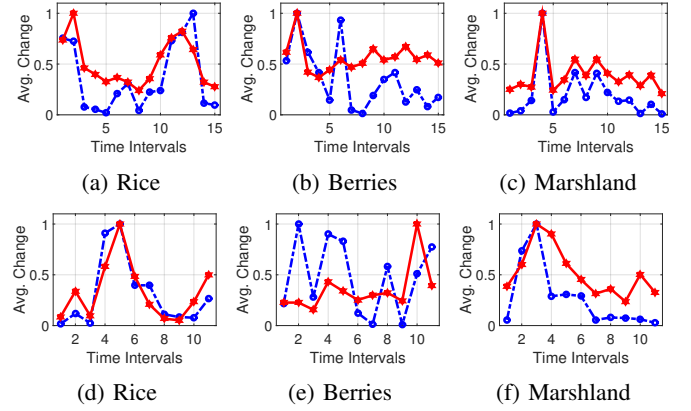 Avg. Change
1
0.5
0
5 10 15
Time Intervals
(a) Rice
Avg. Change
1
0.5
0
5 10 15
Time Intervals
(b) Berries
Avg. Change
1
0.5
0
5 10 15
Time Intervals
(c) Marshland
Avg. Change
1
0.5
0
2 4 6 8 10
Time Intervals
(d) Rice
Avg. Change
1
0.5
0
2 4 6 8 10
Time Intervals
(e) Berries
Avg. Change
1
0.5
0
2 4 6 8 10
Time Intervals
(f) Marshland